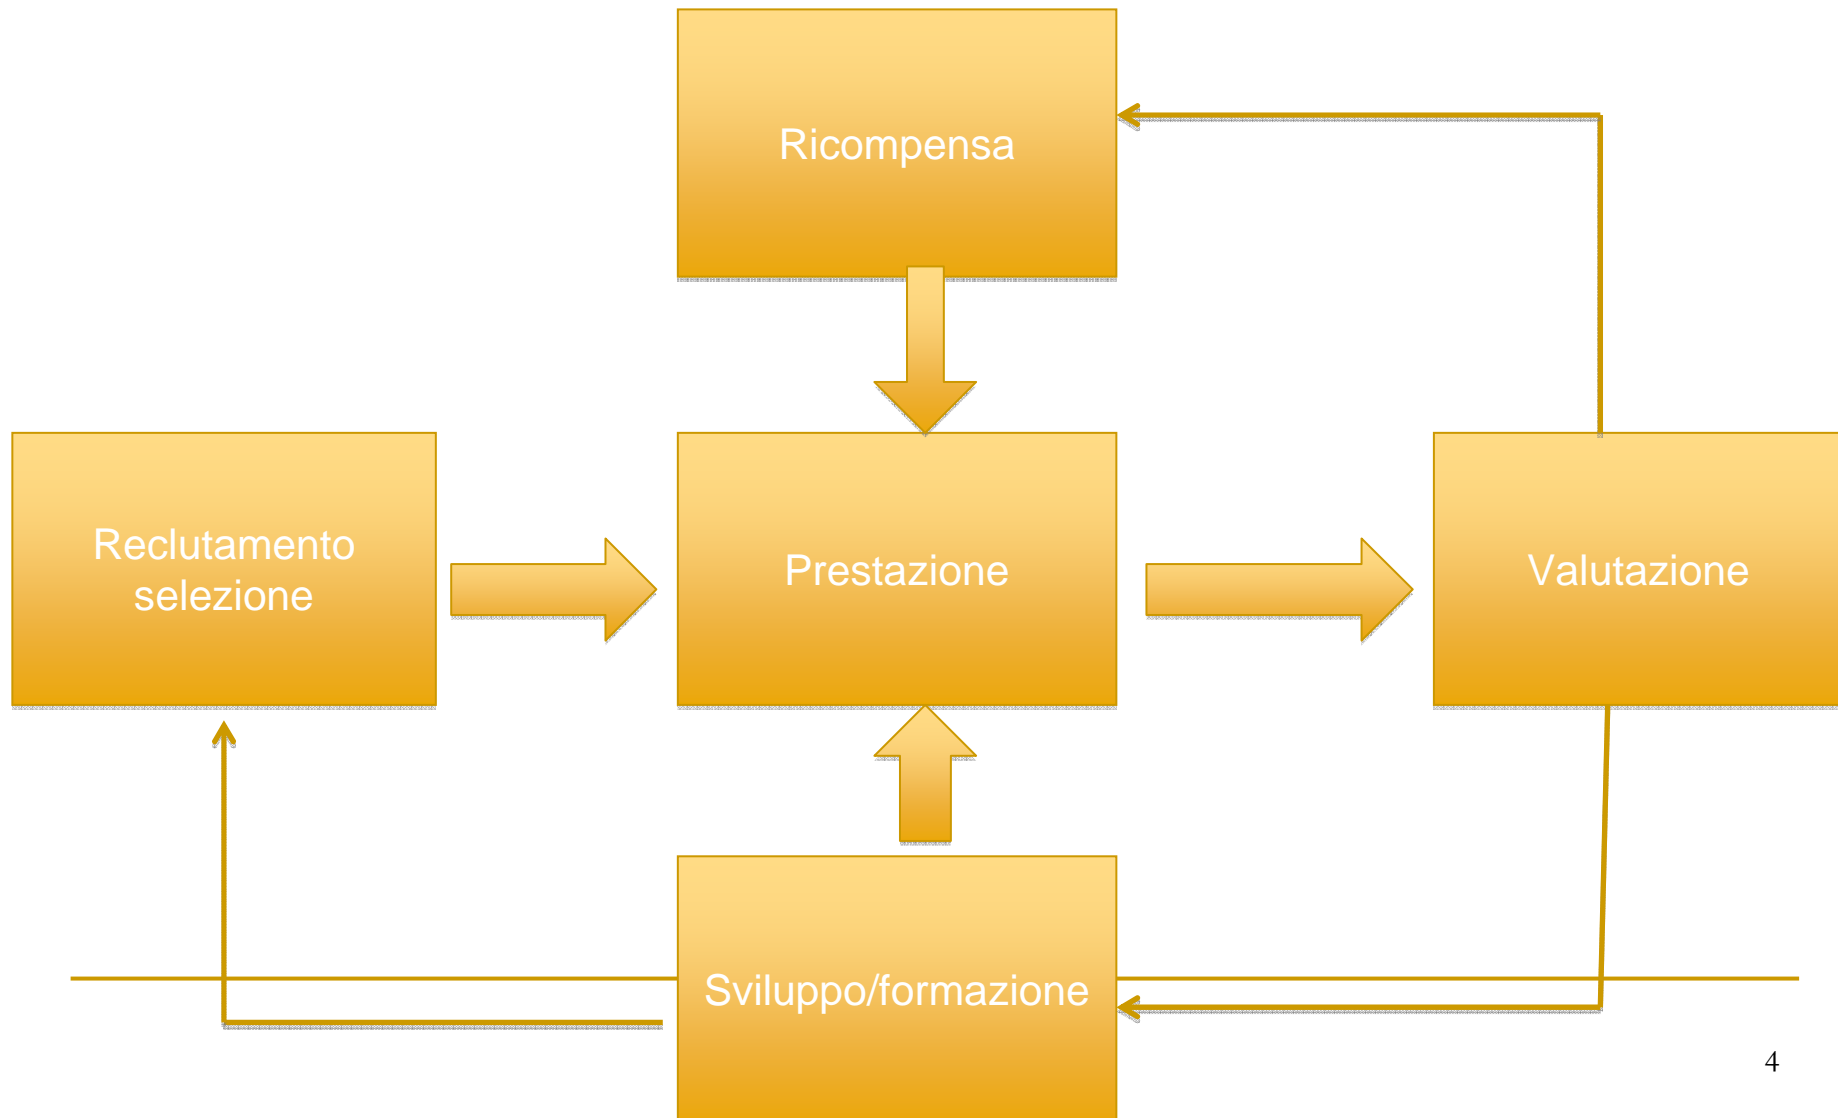 Ricompensa
Reclutamento
selezione
Prestazione
Valutazione
Sviluppo/formazione
4